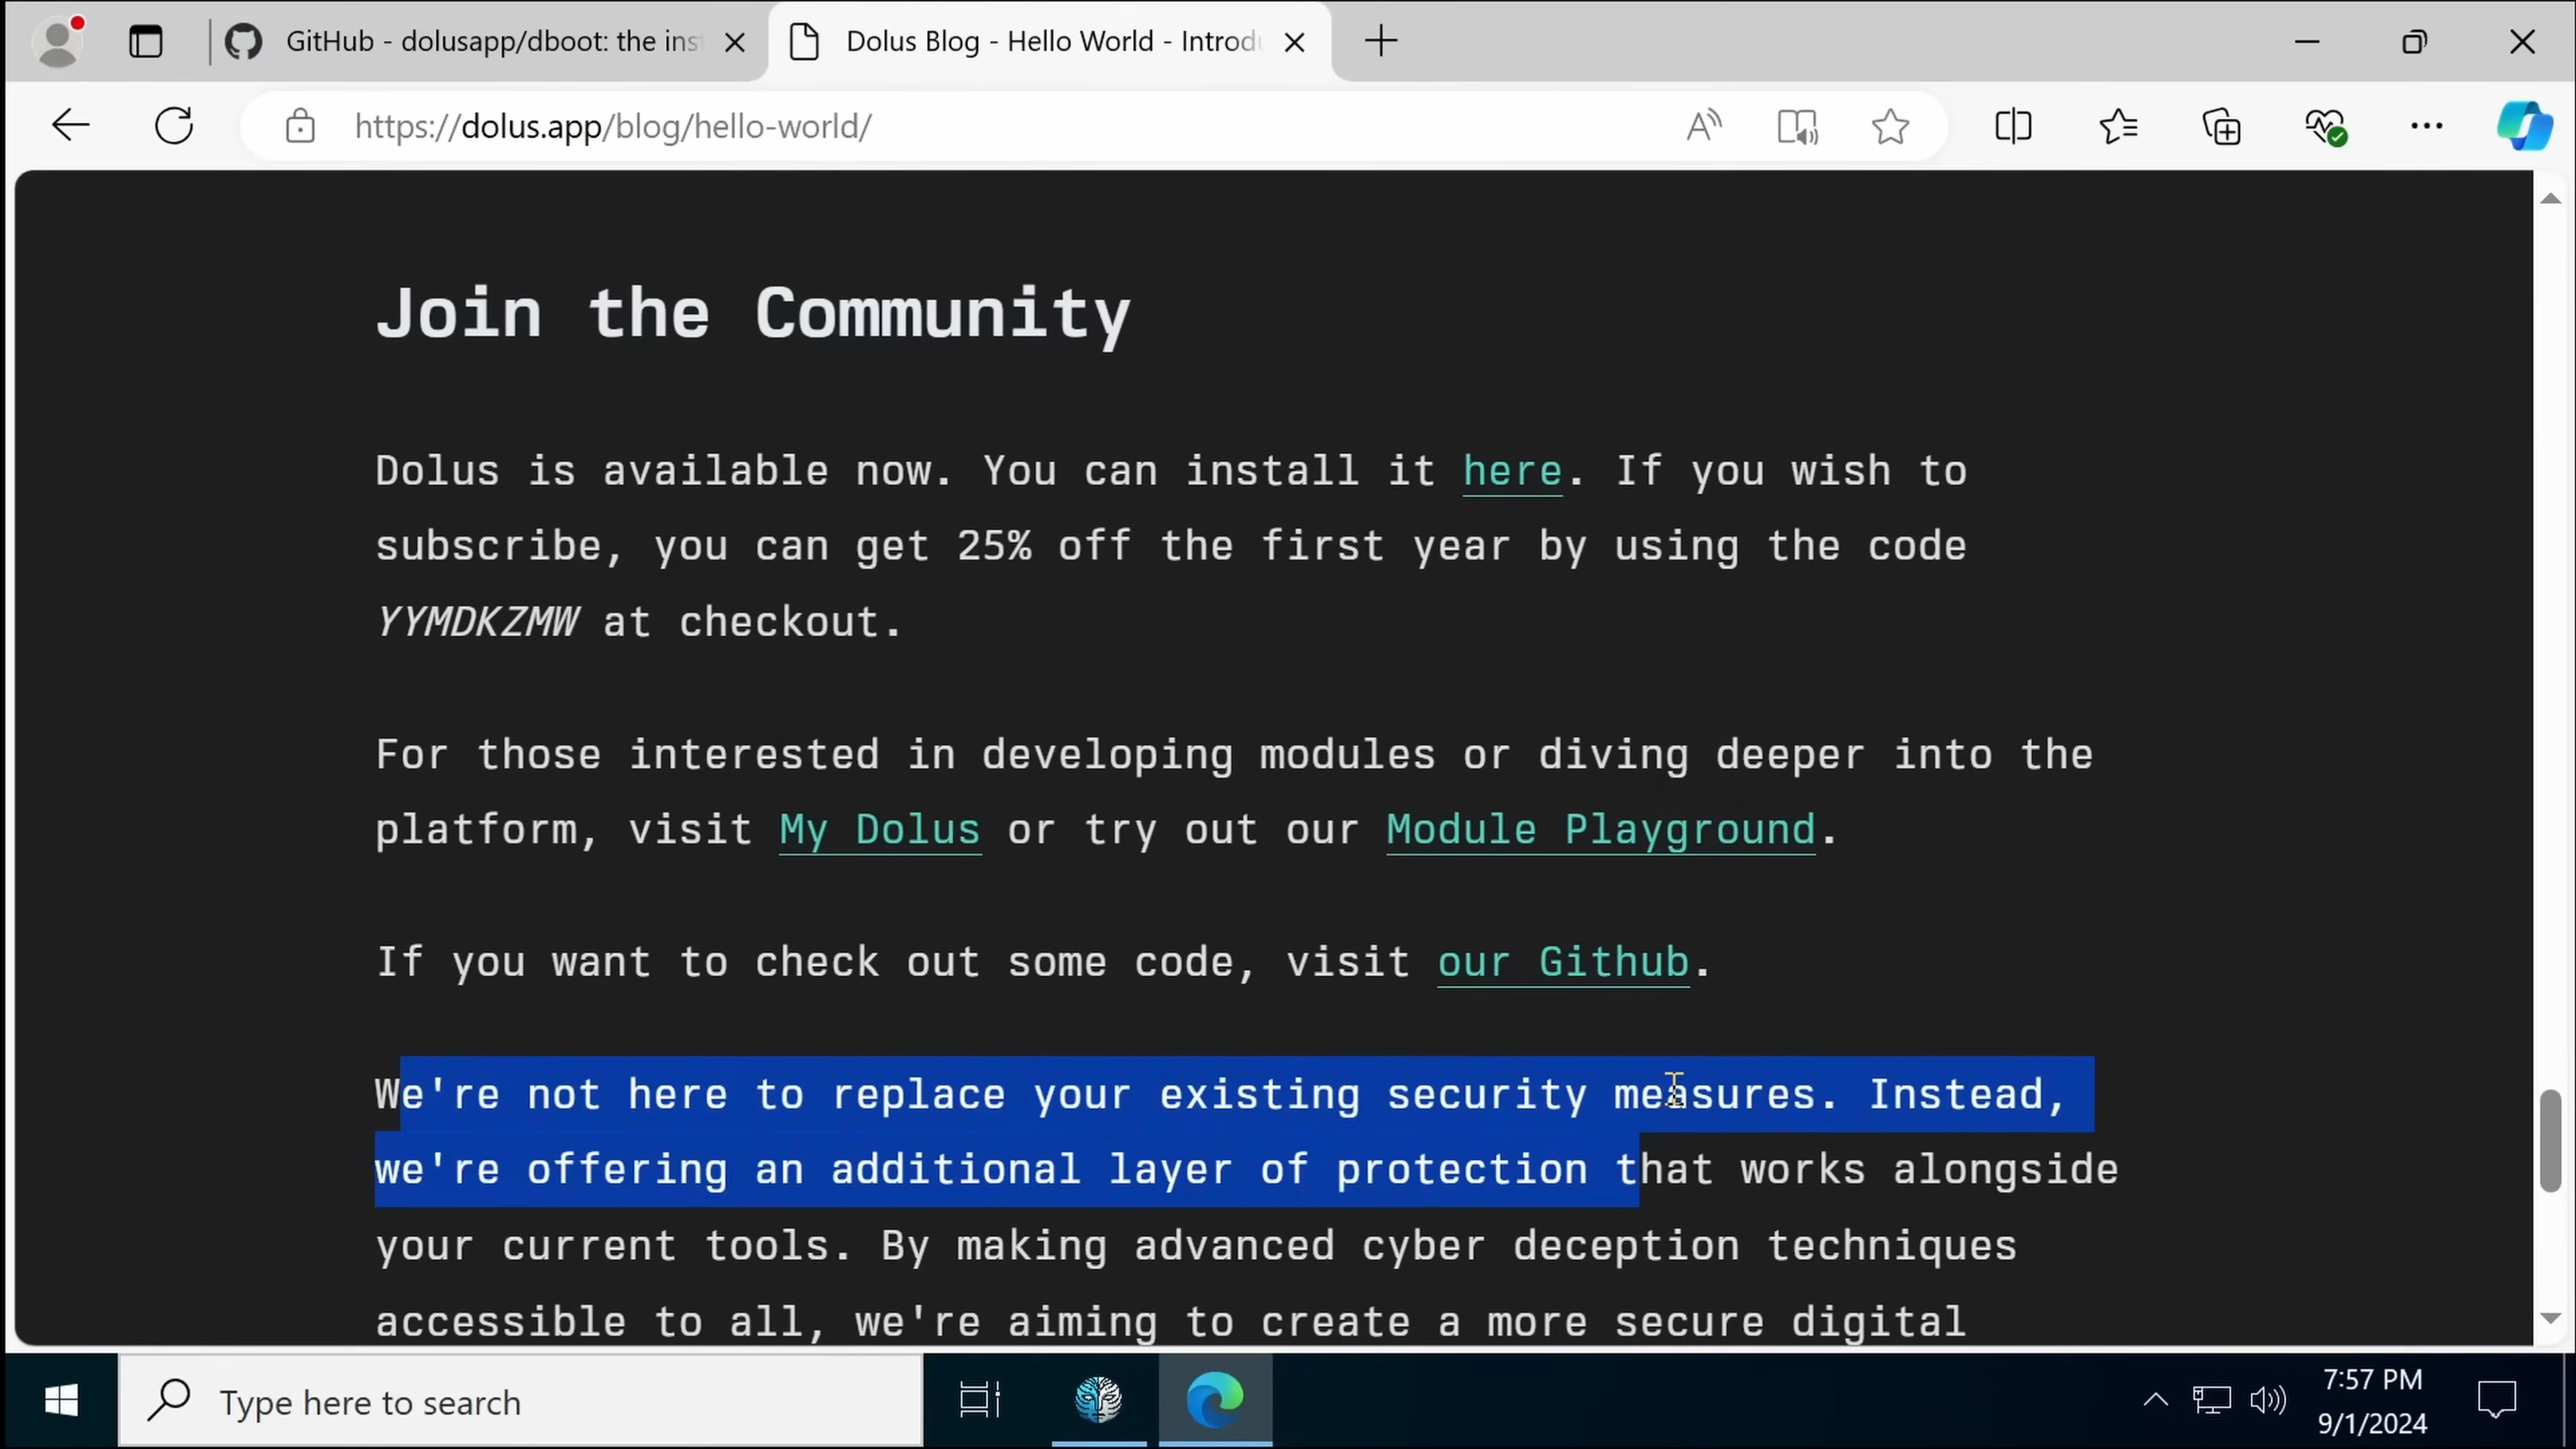 GitHub - dolusapp/dboot: the inst
Dolus Blog - Hello World - Introdu
https://dolus.app/blog/hello-world/
Join the Community
Dolus is available now. You can install it here. If you wish to
subscribe, you can get 25% off the first year by using the code
YYMDKZMW at checkout.
For those interested in developing modules or diving deeper into the
platform, visit My Dolus or try out our Module Playground.
If you want to check out some code, visit our Github.
We're not here to replace your existing security measures. Instead,
we're offering an additional layer of protection that works alongside
your current tools. By making advanced cyber deception techniques
accessible to all, we're aiming to create a more secure digital
Type here to search
7:57 PM
9/1/2024